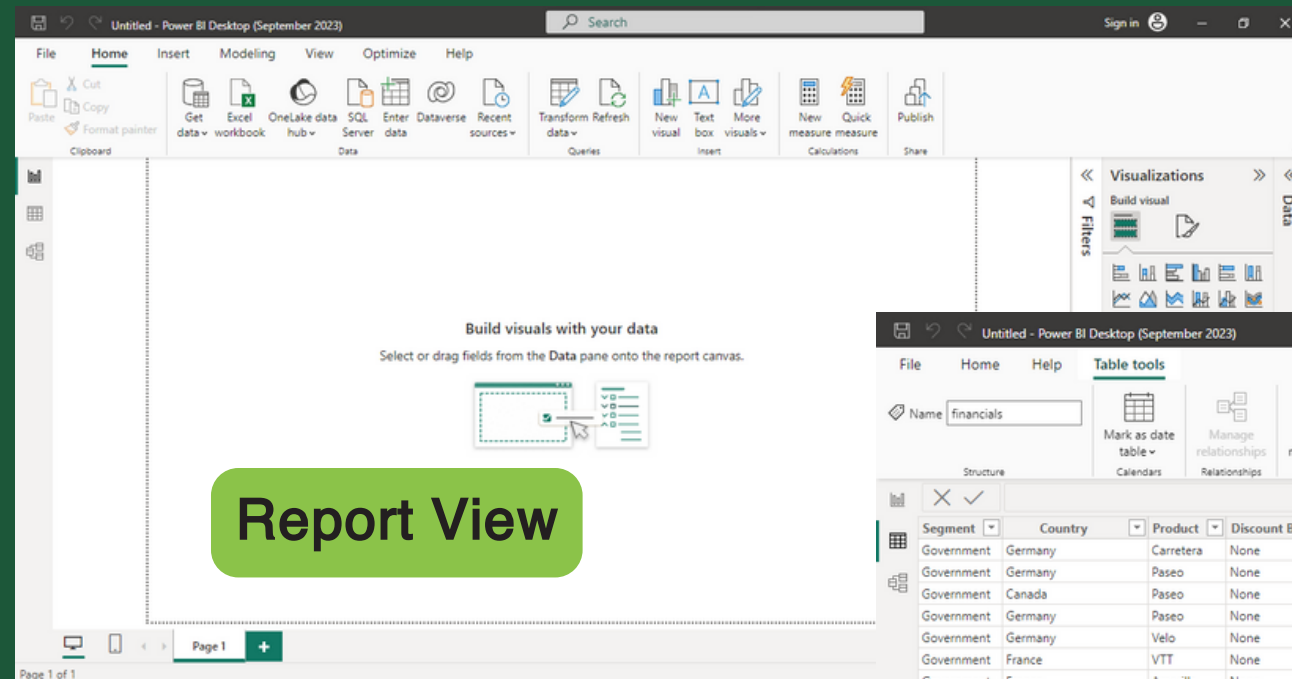 Untitled - Power BI Desktop (September 2023)
Search
Sign in
File Home Insert Modeling View Optimize Help
Paste
Cut
Copy
Format painter
Clipboard
Get data
Excel workbook
OneLake data hub
SQL Server
Enter data
Dataverse
Recent sources
Data
Transform data
Refresh
Queries
New visual
Text box
More visuals
Insert
New measure
Quick measure
Calculations
Publish
Share
Build visuals with your data
Select or drag fields from the Data pane onto the report canvas.
Report View
Filters
Visualizations
Build visual
Data
Page 1
Page 1 of 1
Untitled - Power BI Desktop (September 2023)
File Home Help Table tools
Name financials
Structure
Mark as date table
Calendars
Manage relationships
Relationships
Segment Country Product Discount B
Government Germany Carretera None
Government Germany Paseo None
Government Canada Paseo None
Government Germany Paseo None
Government Germany Velo None
Government France VTT None